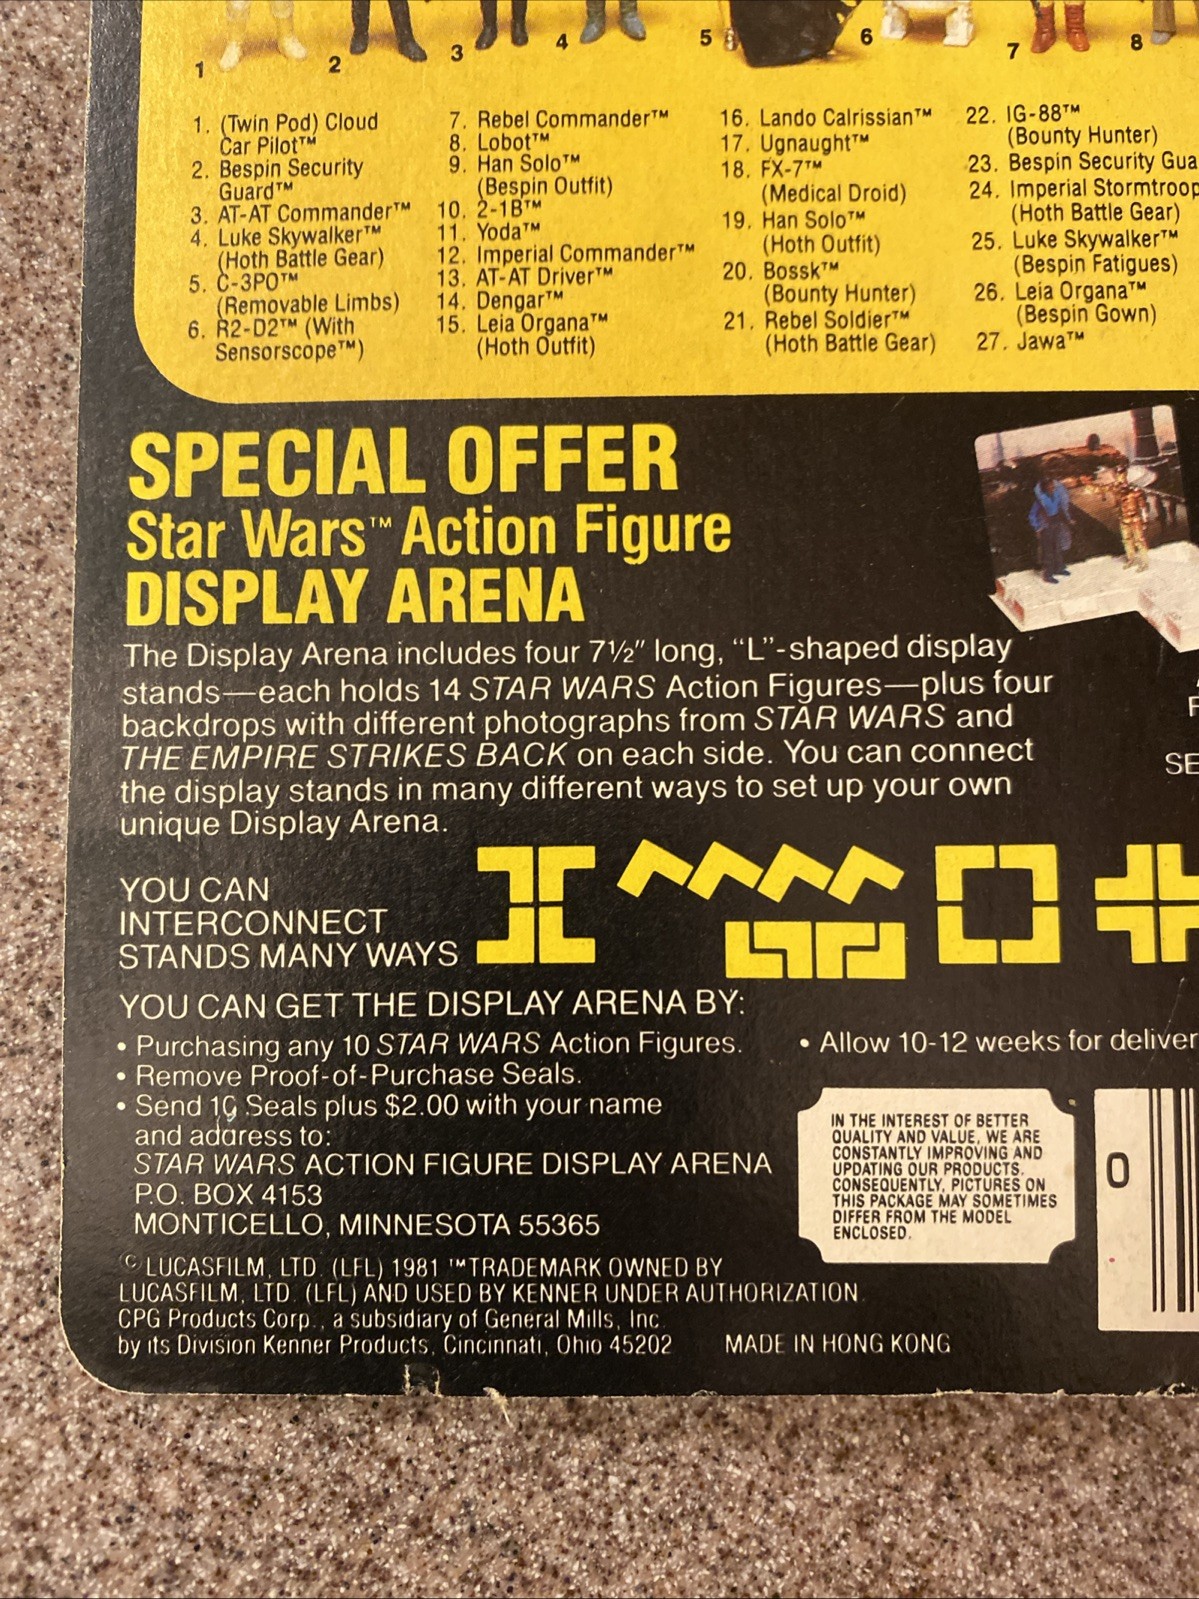 1 2 3 4 5 6 7 8
1. (Twin Pod) Cloud
Car Pilot™
2. Bespin Security
Guard™
3. AT-AT Commander™
4. Luke Skywalker™
(Hoth Battle Gear)
5. C-3PO™
(Removable Limbs)
6. R2-D2™ (With
Sensorscope™)
7. Rebel Commander™
8. Lobot™
9. Han Solo™
(Bespin Outfit)
10. 2-1B™
11. Yoda™
12. Imperial Commander™
13. AT-AT Driver™
14. Dengar™
15. Leia Organa™
(Hoth Outfit)
16. Lando Calrissian™
17. Ugnaught™
18. FX-7™
(Medical Droid)
19. Han Solo™
(Hoth Outfit)
20. Bossk™
(Bounty Hunter)
21. Rebel Soldier™
(Hoth Battle Gear)
22. IG-88™
(Bounty Hunter)
23. Bespin Security Gua
24. Imperial Stormtroop
(Hoth Battle Gear)
25. Luke Skywalker™
(Bespin Fatigues)
26. Leia Organa™
(Bespin Gown)
27. Jawa™
SPECIAL OFFER
Star Wars™ Action Figure
DISPLAY ARENA
The Display Arena includes four 7½" long, "L"-shaped display
stands—each holds 14 STAR WARS Action Figures—plus four
backdrops with different photographs from STAR WARS and
THE EMPIRE STRIKES BACK on each side. You can connect
the display stands in many different ways to set up your own
unique Display Arena.
SE
YOU CAN
INTERCONNECT
STANDS MANY WAYS
YOU CAN GET THE DISPLAY ARENA BY:
• Purchasing any 10 STAR WARS Action Figures.
• Remove Proof-of-Purchase Seals.
• Send 10 Seals plus $2.00 with your name
and address to:
STAR WARS ACTION FIGURE DISPLAY ARENA
P.O. BOX 4153
MONTICELLO, MINNESOTA 55365
• Allow 10-12 weeks for deliver
IN THE INTEREST OF BETTER
QUALITY AND VALUE, WE ARE
CONSTANTLY IMPROVING AND
UPDATING OUR PRODUCTS.
CONSEQUENTLY, PICTURES ON
THIS PACKAGE MAY SOMETIMES
DIFFER FROM THE MODEL
ENCLOSED.
0
© LUCASFILM, LTD. (LFL) 1981 ™TRADEMARK OWNED BY
LUCASFILM, LTD. (LFL) AND USED BY KENNER UNDER AUTHORIZATION.
CPG Products Corp., a subsidiary of General Mills, Inc.
by its Division Kenner Products, Cincinnati, Ohio 45202
MADE IN HONG KONG